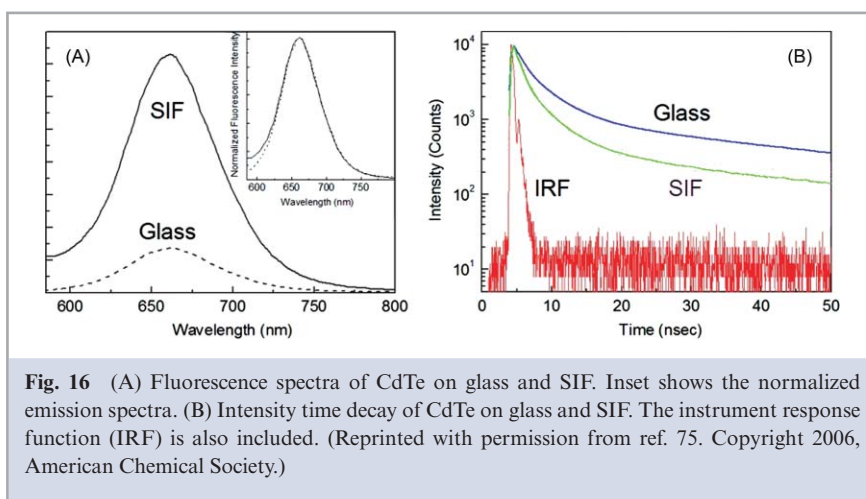 (A)
SIF
Glass
600 650 700 750 800
Wavelength (nm)
Normalized Fluorescence Intensity
600 650 700 750
Wavelength (nm)
(B)
Glass
SIF
IRF
Intensity (Counts)
10⁴
10³
10²
10¹
0 10 20 30 40 50
Time (nsec)
Fig. 16 (A) Fluorescence spectra of CdTe on glass and SIF. Inset shows the normalized
emission spectra. (B) Intensity time decay of CdTe on glass and SIF. The instrument response
function (IRF) is also included. (Reprinted with permission from ref. 75. Copyright 2006,
American Chemical Society.)